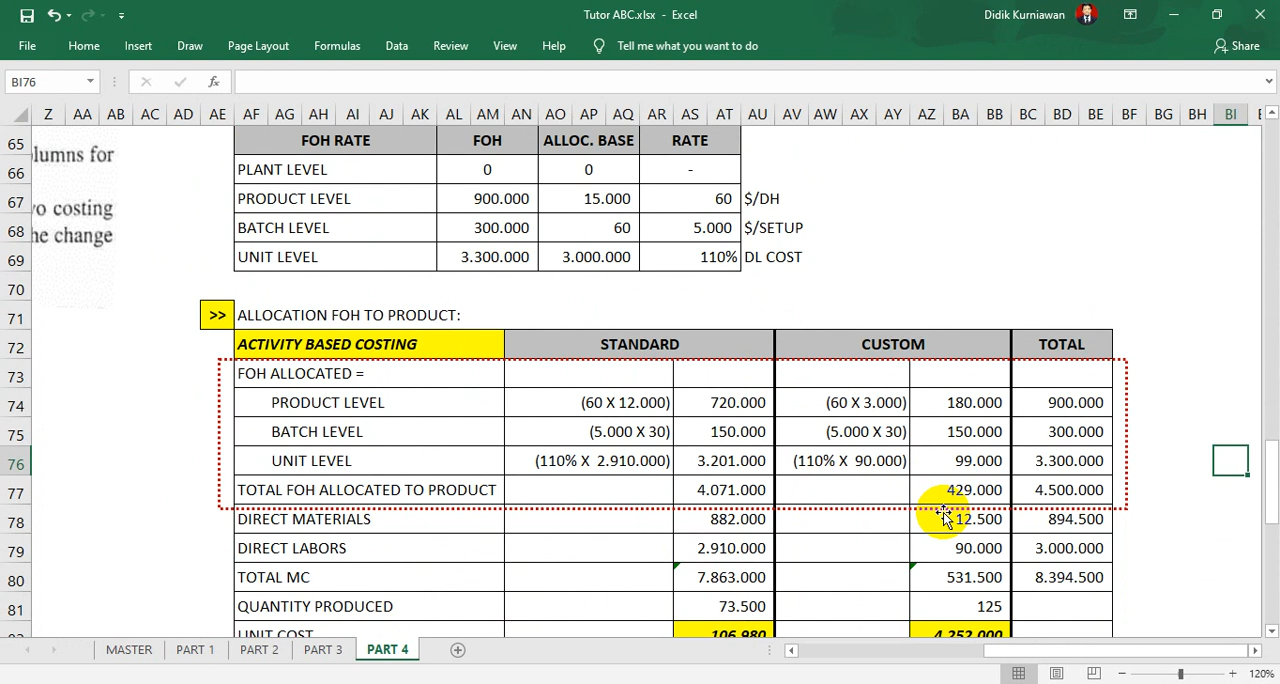 Tutor ABC.xlsx - Excel
Didik Kurniawan
File Home Insert Draw Page Layout Formulas Data Review View Help Tell me what you want to do Share
BI76 fx
Z AA AB AC AD AE AF AG AH AI AJ AK AL AM AN AO AP AQ AR AS AT AU AV AW AX AY AZ BA BB BC BD BE BF BG BH BI
65 olumns for FOH RATE FOH ALLOC. BASE RATE
66 PLANT LEVEL 0 0 -
67 vo costing PRODUCT LEVEL 900.000 15.000 60 $/DH
68 he change BATCH LEVEL 300.000 60 5.000 $/SETUP
69 UNIT LEVEL 3.300.000 3.000.000 110% DL COST
70
71 >> ALLOCATION FOH TO PRODUCT:
72 ACTIVITY BASED COSTING STANDARD CUSTOM TOTAL
73 FOH ALLOCATED =
74 PRODUCT LEVEL (60 X 12.000) 720.000 (60 X 3.000) 180.000 900.000
75 BATCH LEVEL (5.000 X 30) 150.000 (5.000 X 30) 150.000 300.000
76 UNIT LEVEL (110% X 2.910.000) 3.201.000 (110% X 90.000) 99.000 3.300.000
77 TOTAL FOH ALLOCATED TO PRODUCT 4.071.000 429.000 4.500.000
78 DIRECT MATERIALS 882.000 12.500 894.500
79 DIRECT LABORS 2.910.000 90.000 3.000.000
80 TOTAL MC 7.863.000 531.500 8.394.500
81 QUANTITY PRODUCED 73.500 125
UNIT COST 106,980 4.252,000
MASTER PART 1 PART 2 PART 3 PART 4
120%